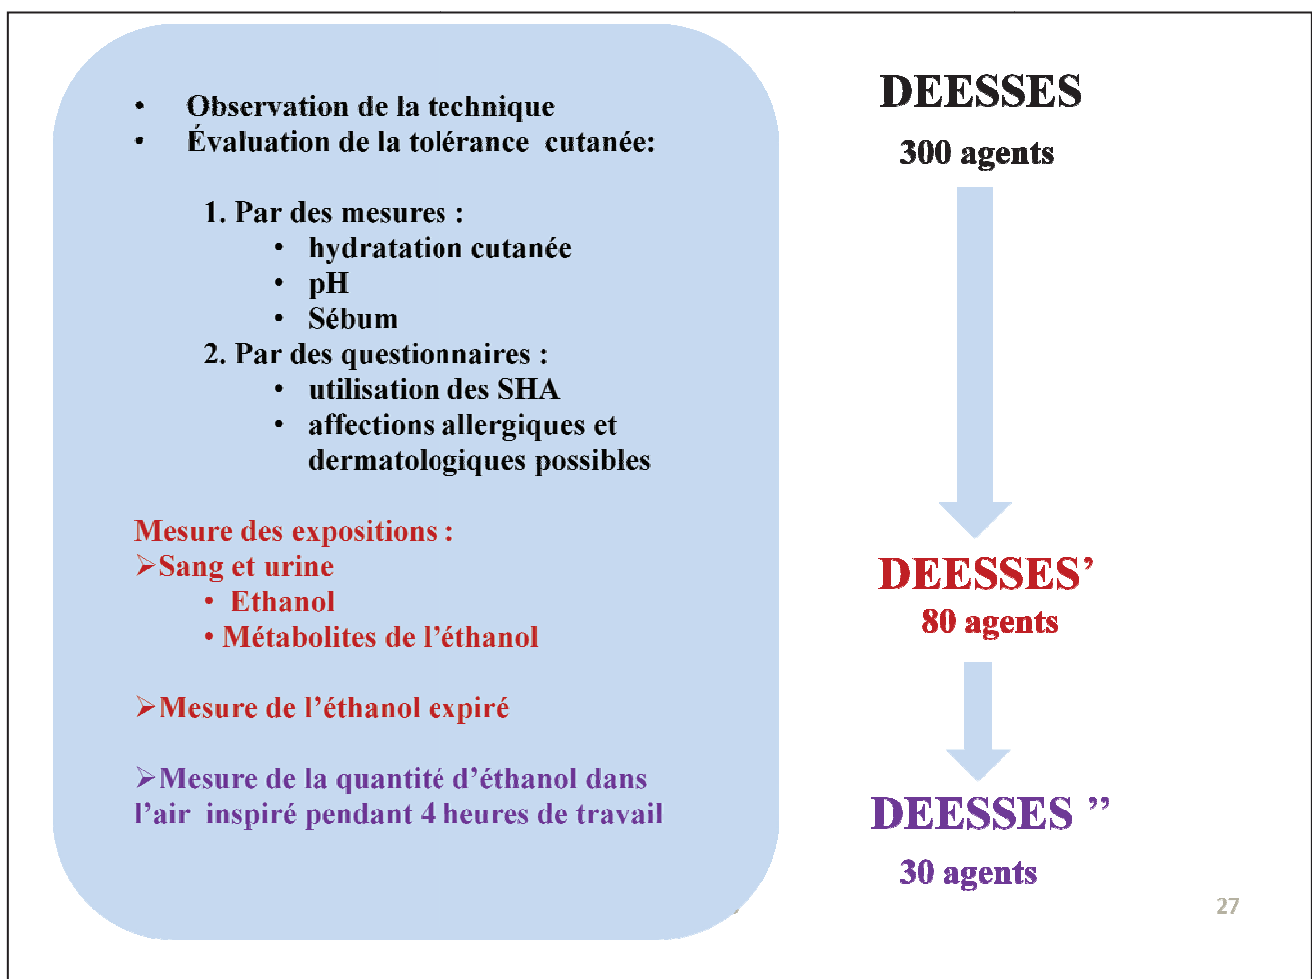 • Observation de la technique
• Évaluation de la tolérance cutanée:
1. Par des mesures :
• hydratation cutanée
• pH
• Sébum
2. Par des questionnaires :
• utilisation des SHA
• affections allergiques et
dermatologiques possibles
Mesure des expositions :
➢Sang et urine
• Ethanol
• Métabolites de l’éthanol
➢Mesure de l’éthanol expiré
➢Mesure de la quantité d’éthanol dans
l’air inspiré pendant 4 heures de travail
DEESSES
300 agents
DEESSES’
80 agents
DEESSES ’’
30 agents
27